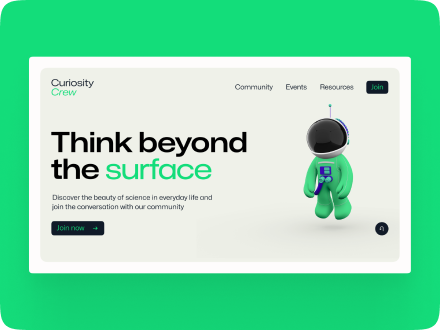 Curiosity
Crew
Community Events Resources Join
Think beyond
the surface
Discover the beauty of science in everyday life and
join the conversation with our community
Join now →